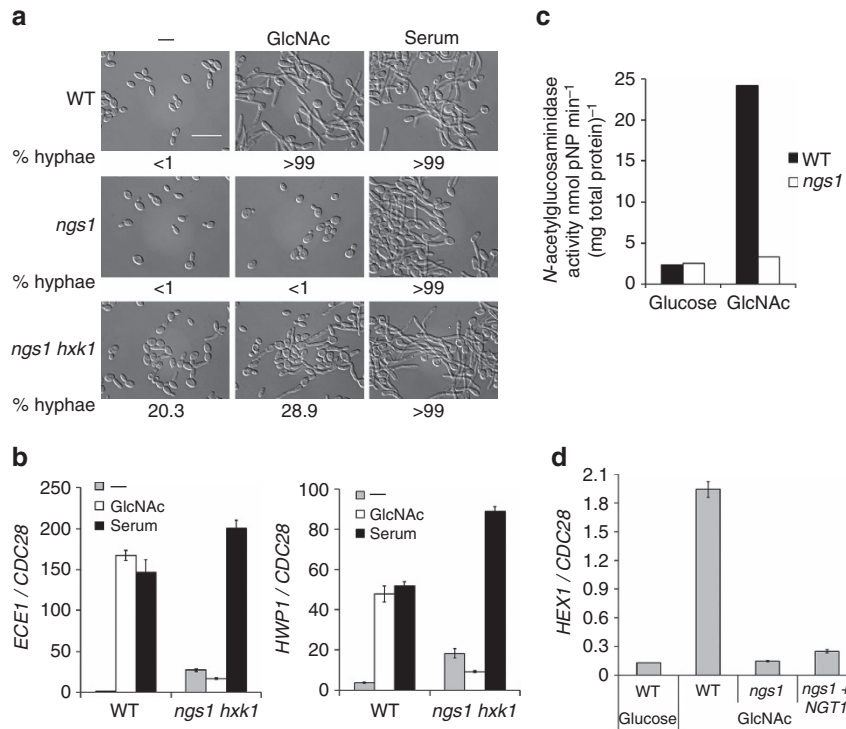 a
— GlcNAc Serum
WT
% hyphae <1 >99 >99
ngs1
% hyphae <1 <1 >99
ngs1 hxk1
% hyphae 20.3 28.9 >99
b
ECE1 / CDC28
250
200
150
100
50
0
—
GlcNAc
Serum
WT ngs1 hxk1
HWP1 / CDC28
100
80
60
40
20
0
—
GlcNAc
Serum
WT ngs1 hxk1
c
N-acetylglucosaminidase
activity nmol pNP min⁻¹
(mg total protein)⁻¹
25
20
15
10
5
0
WT
ngs1
Glucose GlcNAc
d
HEX1 / CDC28
2.1
1.8
1.5
1.2
0.9
0.6
0.3
0
WT WT ngs1 ngs1 +
NGT1
Glucose GlcNAc